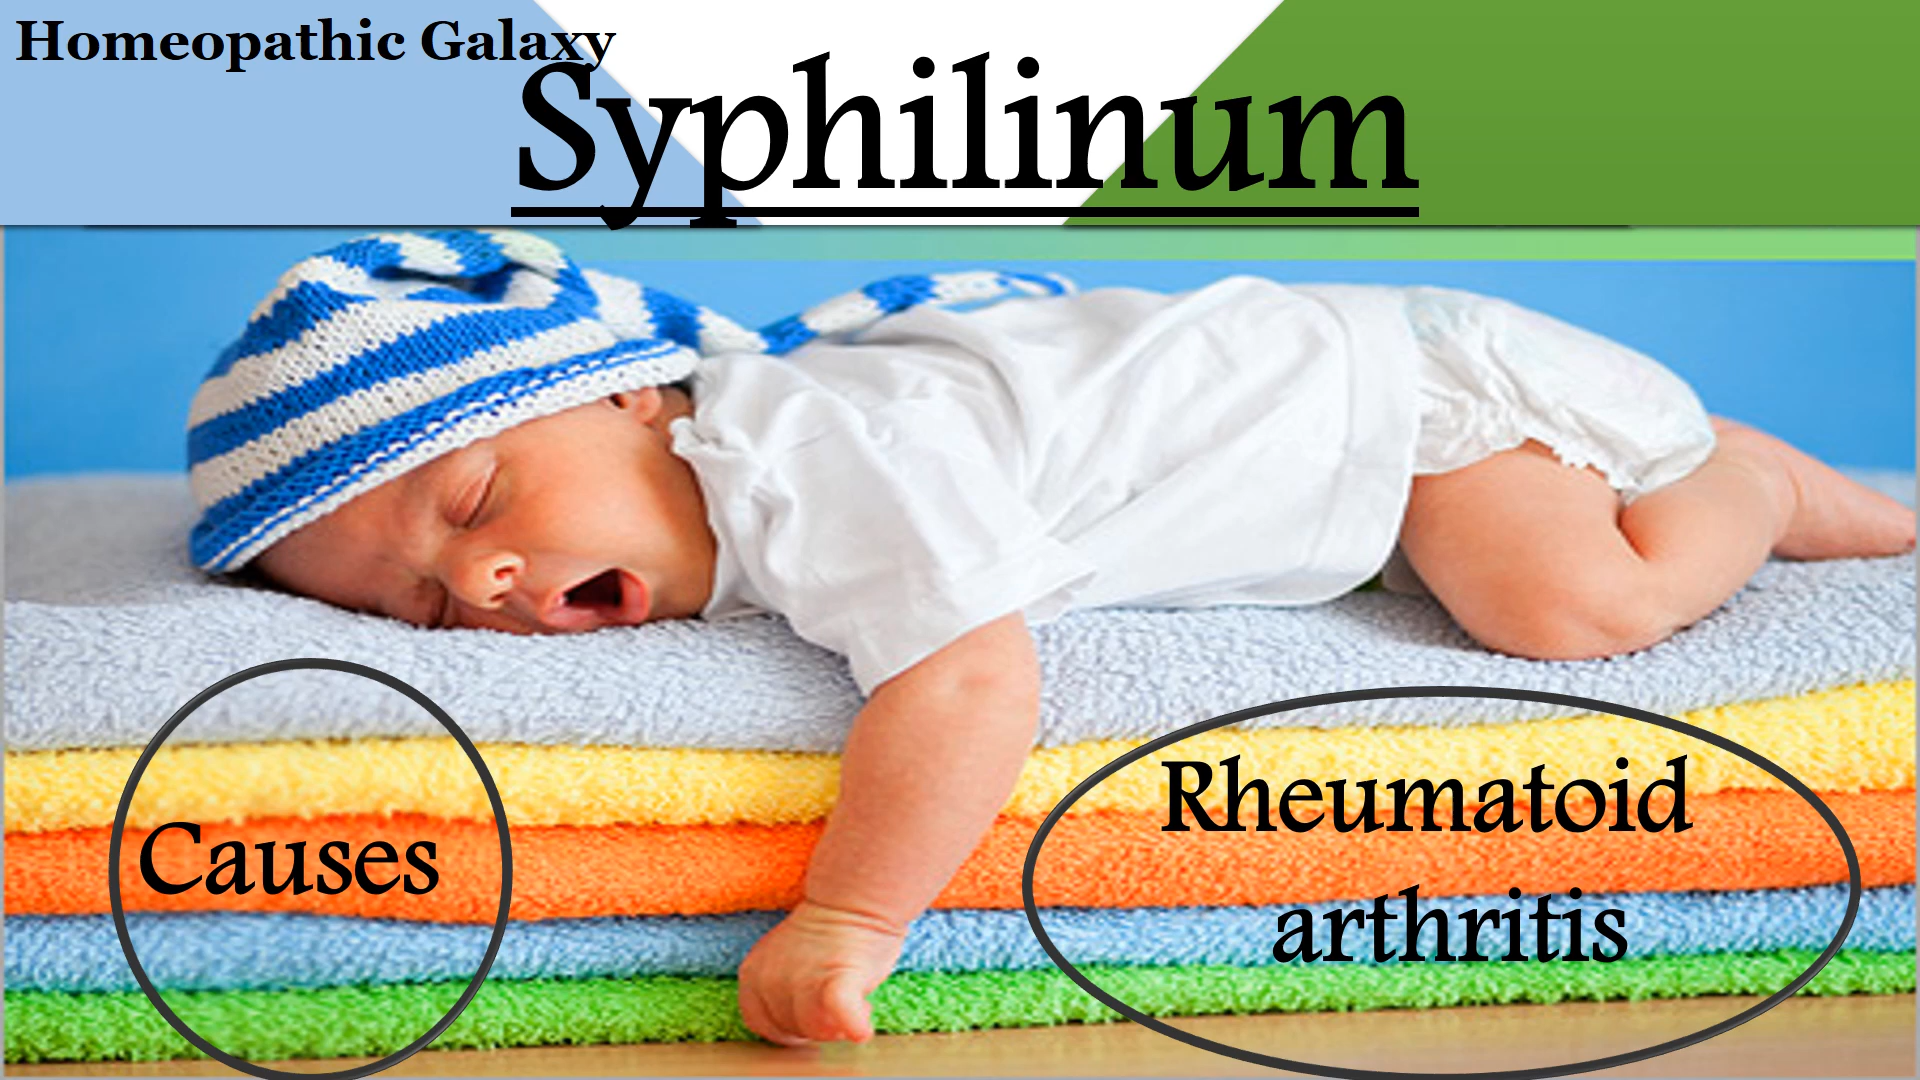 Homeopathic Galaxy
Syphilinum
Causes
Rheumatoid
arthritis